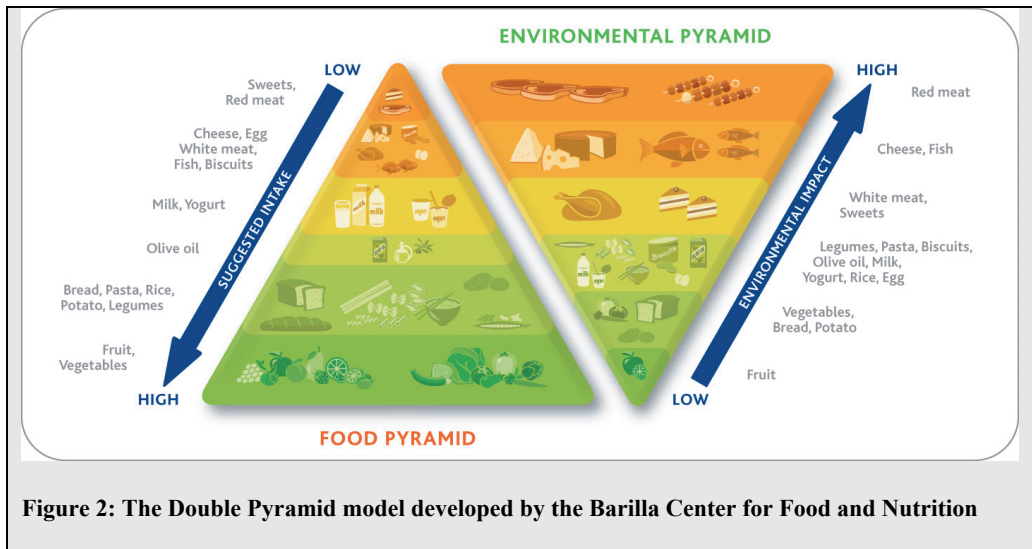 ENVIRONMENTAL PYRAMID
LOW
Sweets,
Red meat
Cheese, Egg
White meat,
Fish, Biscuits
Milk, Yogurt
Olive oil
Bread, Pasta, Rice,
Potato, Legumes
Fruit,
Vegetables
HIGH
SUGGESTED INTAKE
FOOD PYRAMID
HIGH
Red meat
Cheese, Fish
White meat,
Sweets
Legumes, Pasta, Biscuits,
Olive oil, Milk,
Yogurt, Rice, Egg
Vegetables,
Bread, Potato
Fruit
LOW
ENVIRONMENTAL IMPACT
milk
milk
Biscuits
Figure 2: The Double Pyramid model developed by the Barilla Center for Food and Nutrition